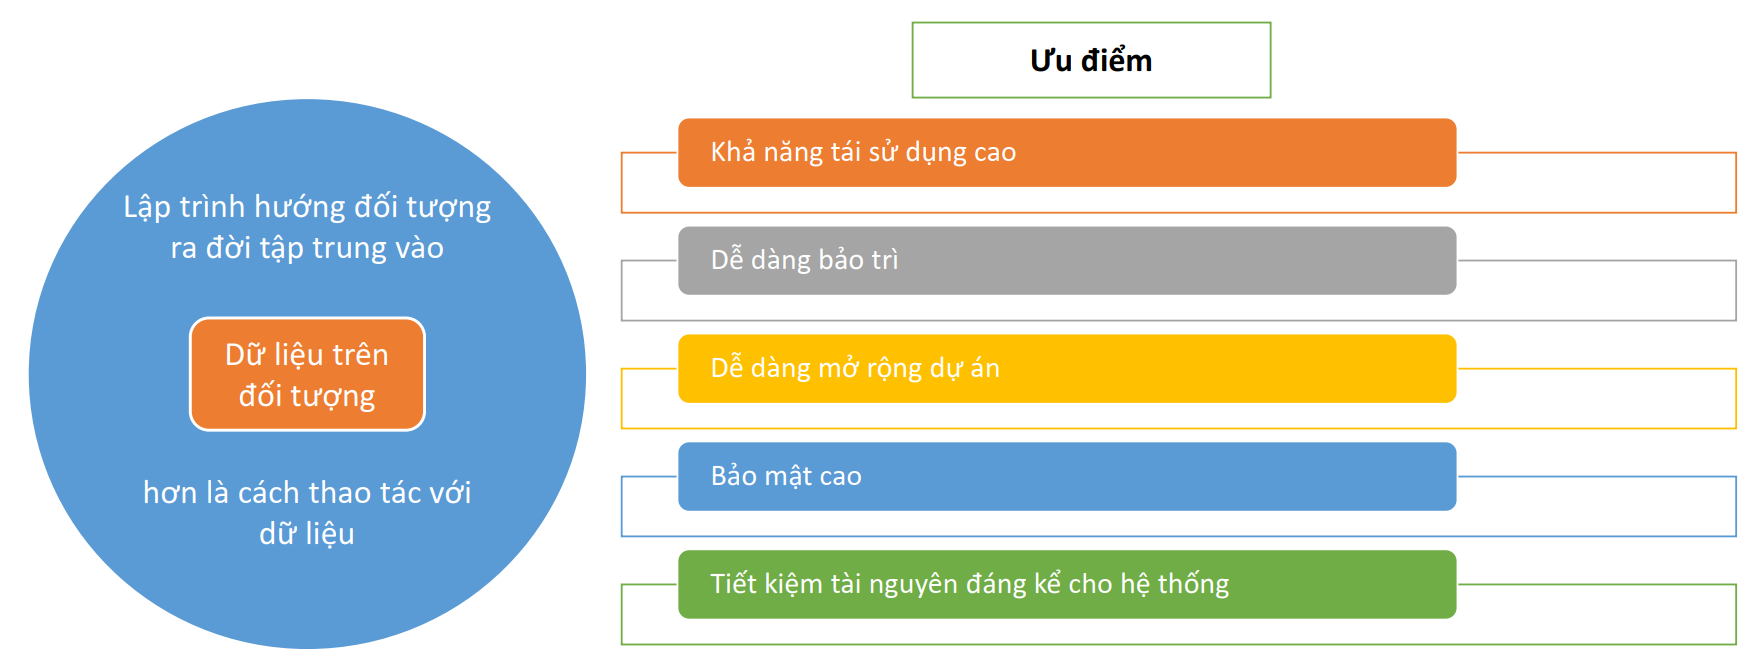 Lập trình hướng đối tượng
ra đời tập trung vào
Dữ liệu trên
đối tượng
hơn là cách thao tác với
dữ liệu
Ưu điểm
Khả năng tái sử dụng cao
Dễ dàng bảo trì
Dễ dàng mở rộng dự án
Bảo mật cao
Tiết kiệm tài nguyên đáng kể cho hệ thống